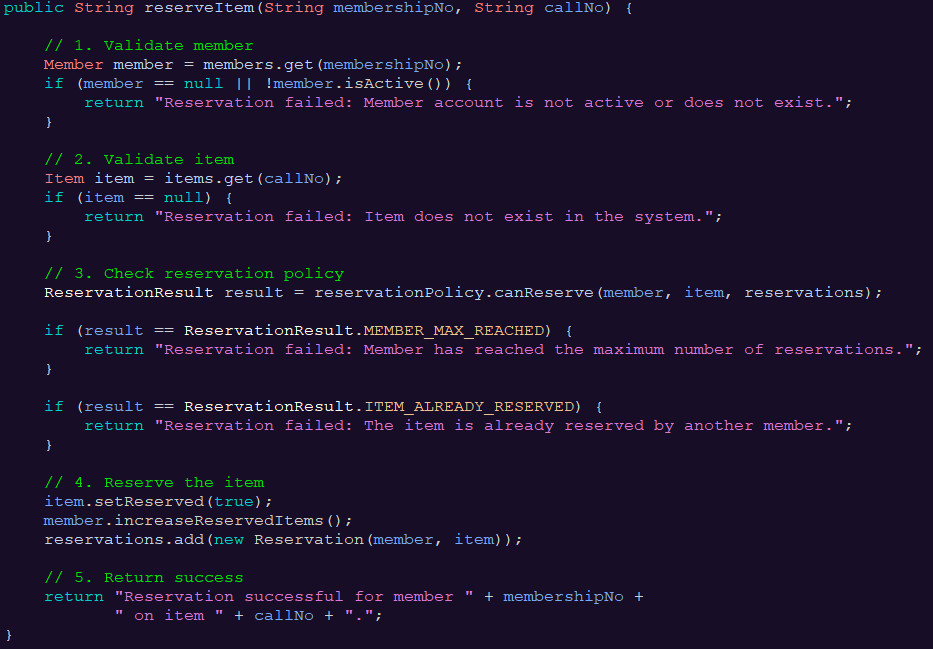 public String reserveItem(String membershipNo, String callNo) {
// 1. Validate member
Member member = members.get(membershipNo);
if (member == null || !member.isActive()) {
return "Reservation failed: Member account is not active or does not exist.";
}
// 2. Validate item
Item item = items.get(callNo);
if (item == null) {
return "Reservation failed: Item does not exist in the system.";
}
// 3. Check reservation policy
ReservationResult result = reservationPolicy.canReserve(member, item, reservations);
if (result == ReservationResult.MEMBER_MAX_REACHED) {
return "Reservation failed: Member has reached the maximum number of reservations.";
}
if (result == ReservationResult.ITEM_ALREADY_RESERVED) {
return "Reservation failed: The item is already reserved by another member.";
}
// 4. Reserve the item
item.setReserved(true);
member.increaseReservedItems();
reservations.add(new Reservation(member, item));
// 5. Return success
return "Reservation successful for member " + membershipNo +
" on item " + callNo + ".";
}